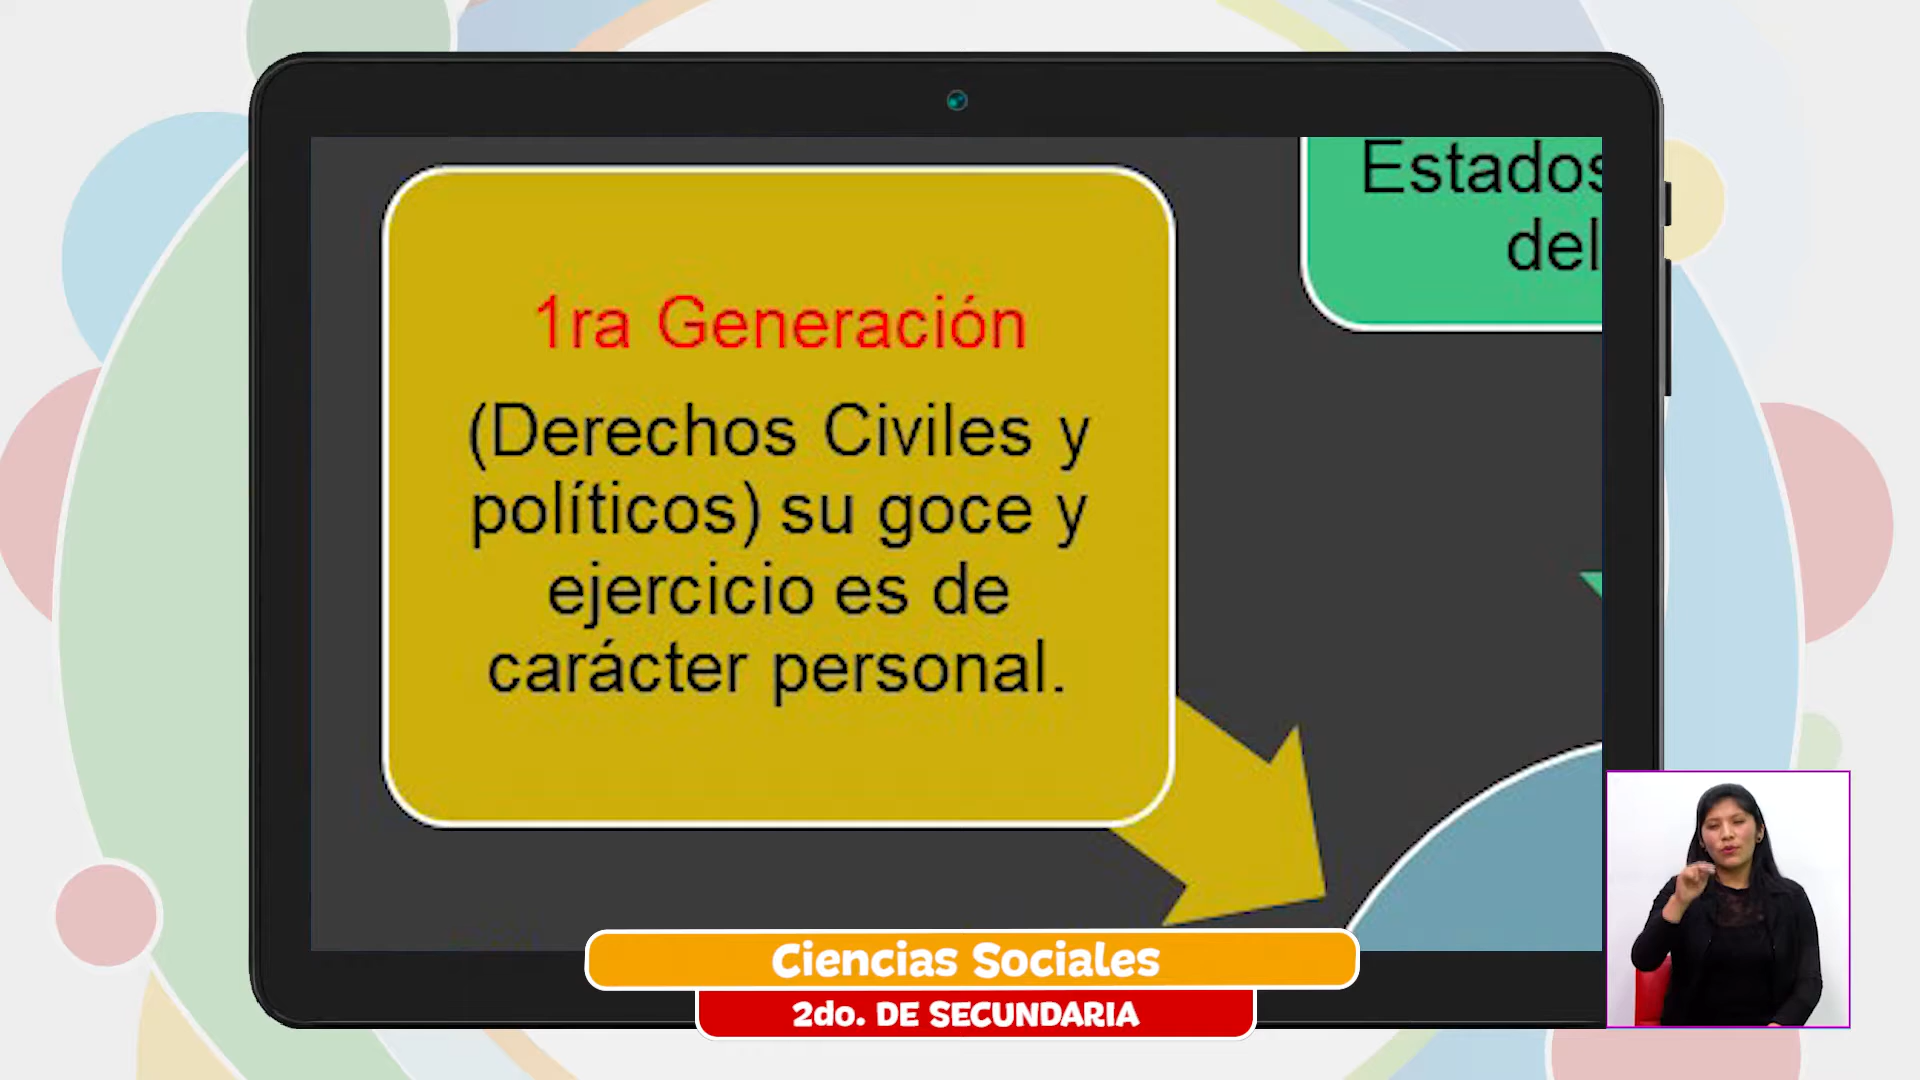 1ra Generación
(Derechos Civiles y
políticos) su goce y
ejercicio es de
carácter personal.
Estados
del
Ciencias Sociales
2do. DE SECUNDARIA